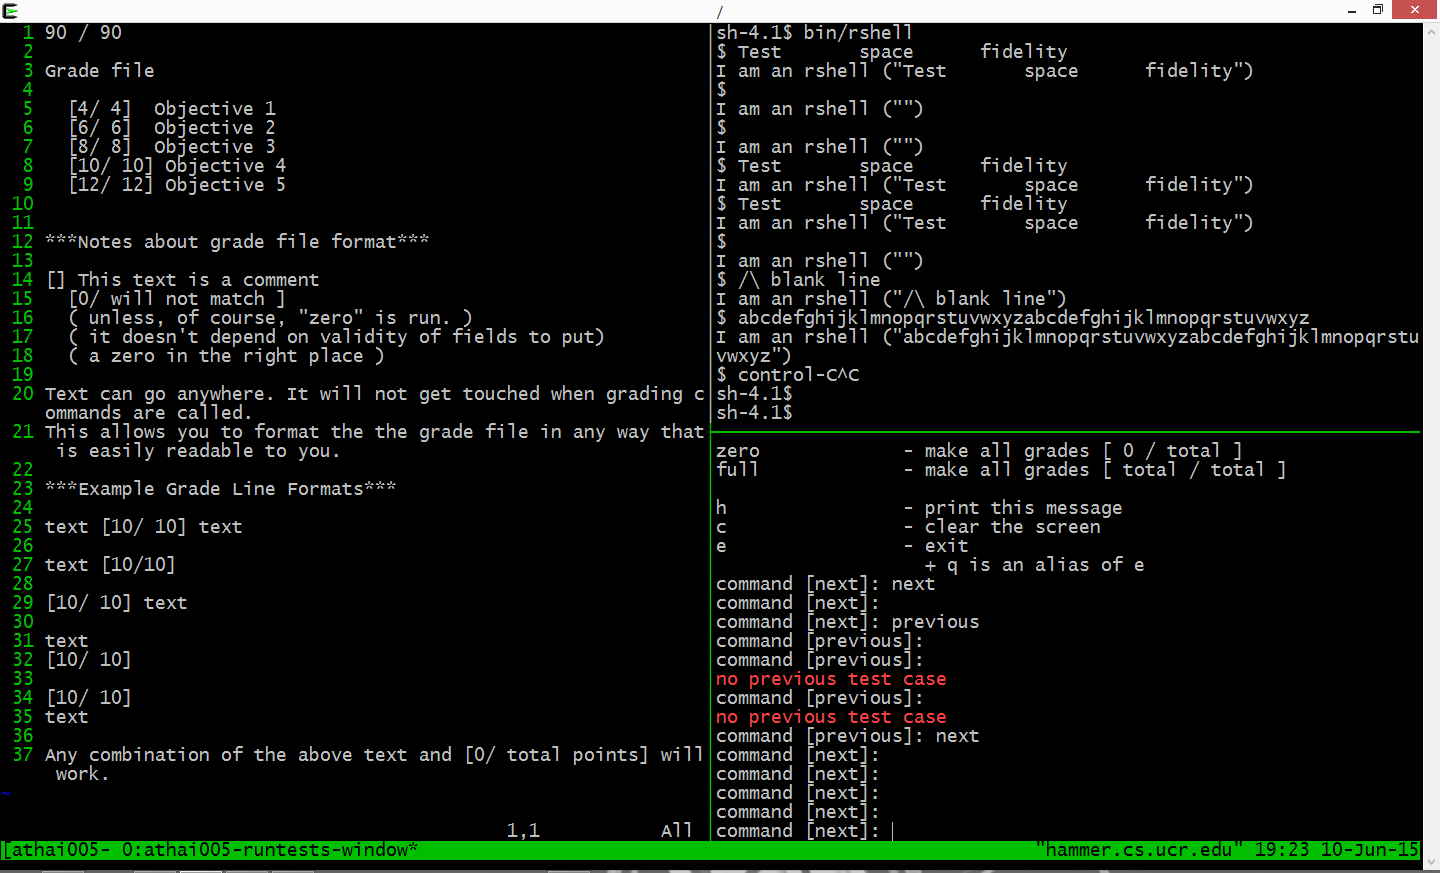 /
1 90 / 90
2
3 Grade file
4
5   [4/ 4]  Objective 1
6   [6/ 6]  Objective 2
7   [8/ 8]  Objective 3
8   [10/ 10] Objective 4
9   [12/ 12] Objective 5
10
11
12 ***Notes about grade file format***
13
14 [] This text is a comment
15   [0/ will not match ]
16   ( unless, of course, "zero" is run. )
17   ( it doesn't depend on validity of fields to put)
18   ( a zero in the right place )
19
20 Text can go anywhere. It will not get touched when grading c
ommands are called.
21 This allows you to format the the grade file in any way that
 is easily readable to you.
22
23 ***Example Grade Line Formats***
24
25 text [10/ 10] text
26
27 text [10/10]
28
29 [10/ 10] text
30
31 text
32 [10/ 10]
33
34 [10/ 10]
35 text
36
37 Any combination of the above text and [0/ total points] will
 work.
~
1,1           All
sh-4.1$ bin/rshell
$ Test       space      fidelity
I am an rshell ("Test       space      fidelity")
$
I am an rshell ("")
$
I am an rshell ("")
$ Test       space      fidelity
I am an rshell ("Test       space      fidelity")
$ Test       space      fidelity
I am an rshell ("Test       space      fidelity")
$
I am an rshell ("")
$ /\ blank line
I am an rshell ("/\ blank line")
$ abcdefghijklmnopqrstuvwxyzabcdefghijklmnopqrstuvwxyz
I am an rshell ("abcdefghijklmnopqrstuvwxyzabcdefghijklmnopqrstu
vwxyz")
$ control-C^C
sh-4.1$
sh-4.1$
zero             - make all grades [ 0 / total ]
full             - make all grades [ total / total ]
h                - print this message
c                - clear the screen
e                - exit
                   + q is an alias of e
command [next]: next
command [next]:
command [next]: previous
command [previous]:
command [previous]:
no previous test case
command [previous]:
no previous test case
command [previous]: next
command [next]:
command [next]:
command [next]:
command [next]:
command [next]:
[athai005- 0:athai005-runtests-window*          "hammer.cs.ucr.edu" 19:23 10-Jun-15